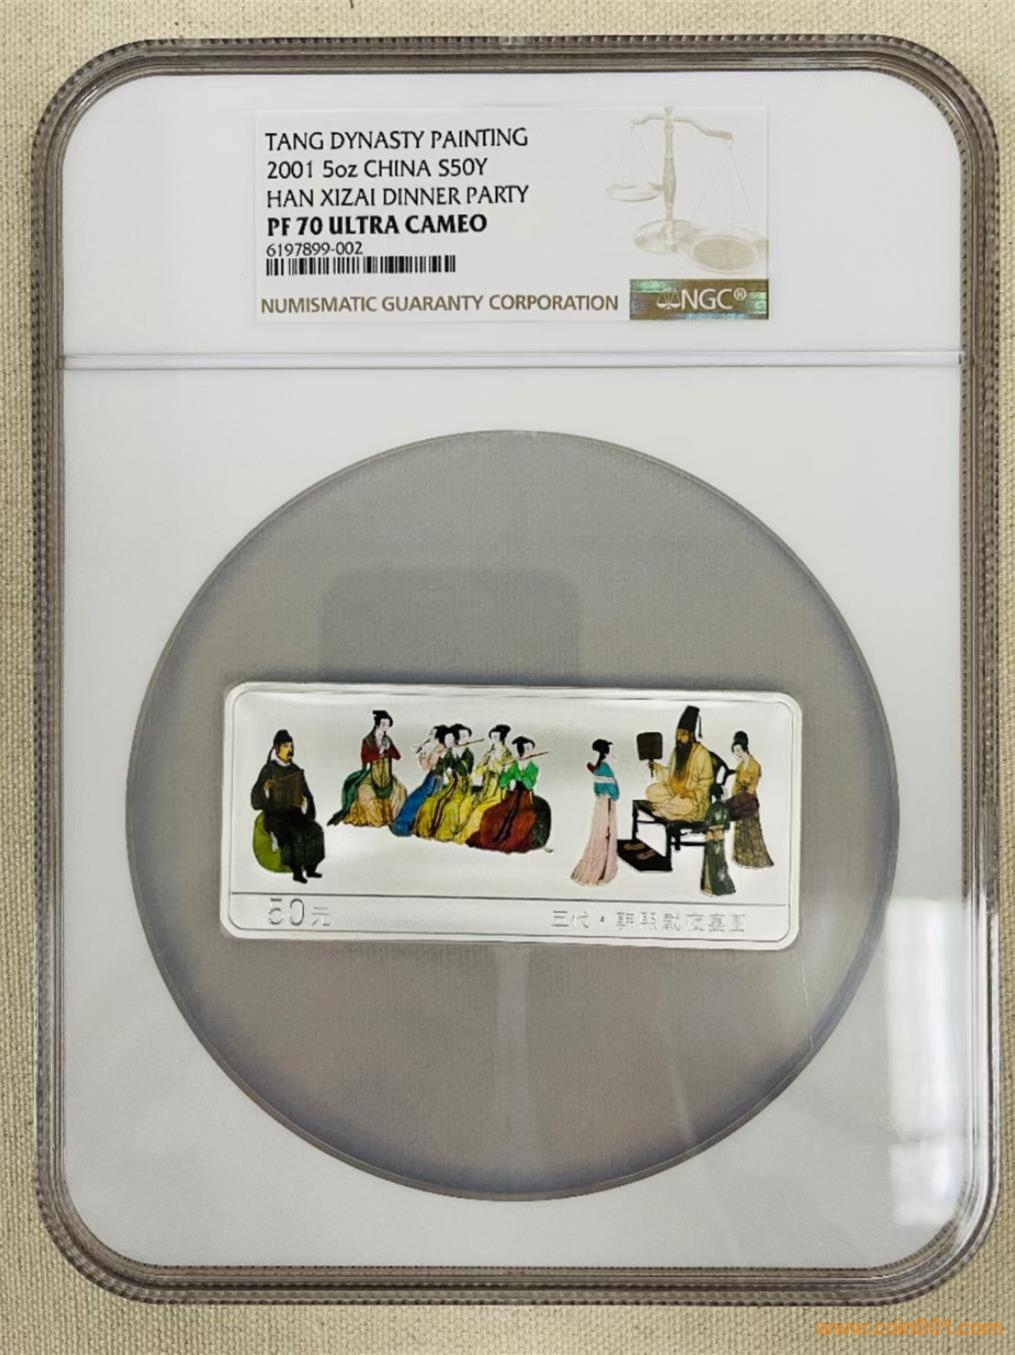 TANG DYNASTY PAINTING
2001 5oz CHINA S50Y
HAN XIZAI DINNER PARTY
PF 70 ULTRA CAMEO
6197899-002
NUMISMATIC GUARANTY CORPORATION
NGC®
50元
五代·韩熙载夜宴图
www.coin001.com